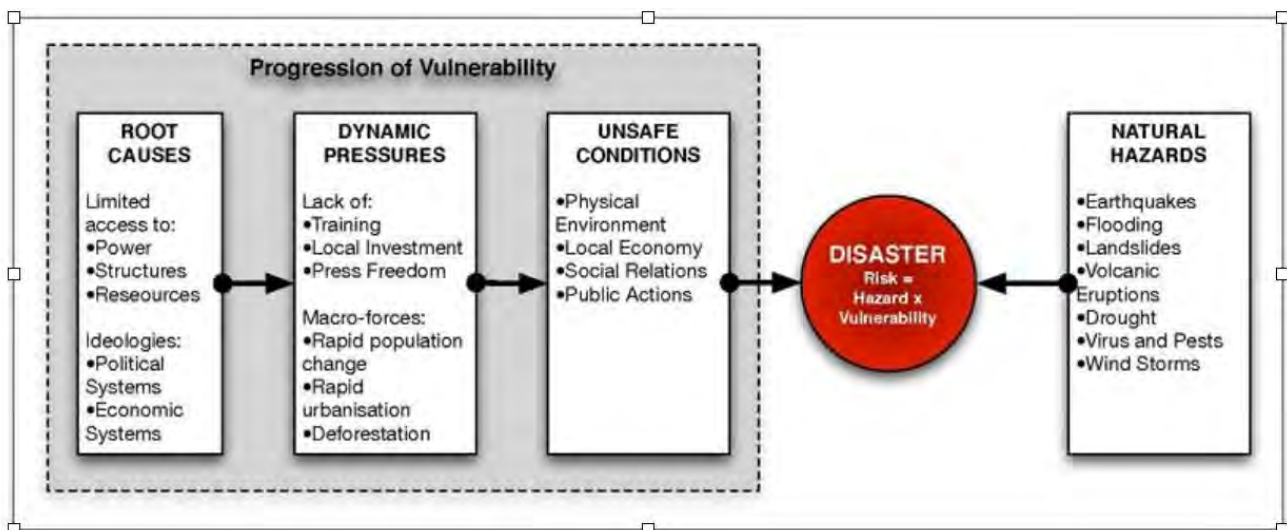 Progression of Vulnerability
ROOT
CAUSES
Limited
access to:
•Power
•Structures
•Reseources
Ideologies:
•Political
Systems
•Economic
Systems
DYNAMIC
PRESSURES
Lack of:
•Training
•Local Investment
•Press Freedom
Macro-forces:
•Rapid population
change
•Rapid
urbanisation
•Deforestation
UNSAFE
CONDITIONS
•Physical
Environment
•Local Economy
•Social Relations
•Public Actions
DISASTER
Risk =
Hazard x
Vulnerability
NATURAL
HAZARDS
•Earthquakes
•Flooding
•Landslides
•Volcanic
Eruptions
•Drought
•Virus and Pests
•Wind Storms